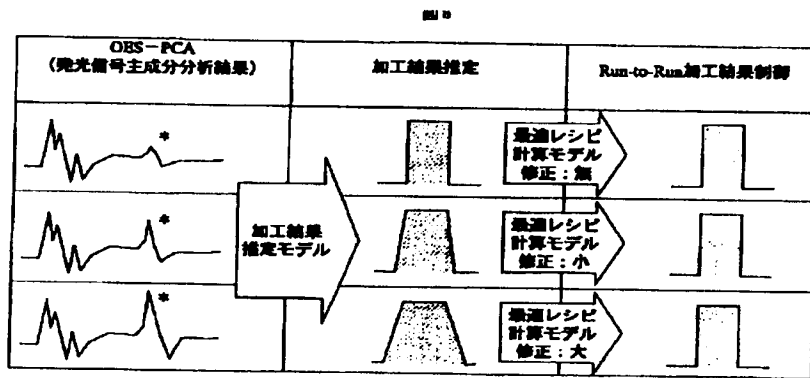 OES－PCA
(発光信号主成分分析結果)
加工結果推定
Run-to-Run加工結果制御
*
最適レシピ
計算モデル
修正：無
*
加工結果
推定モデル
最適レシピ
計算モデル
修正：小
*
最適レシピ
計算モデル
修正：大